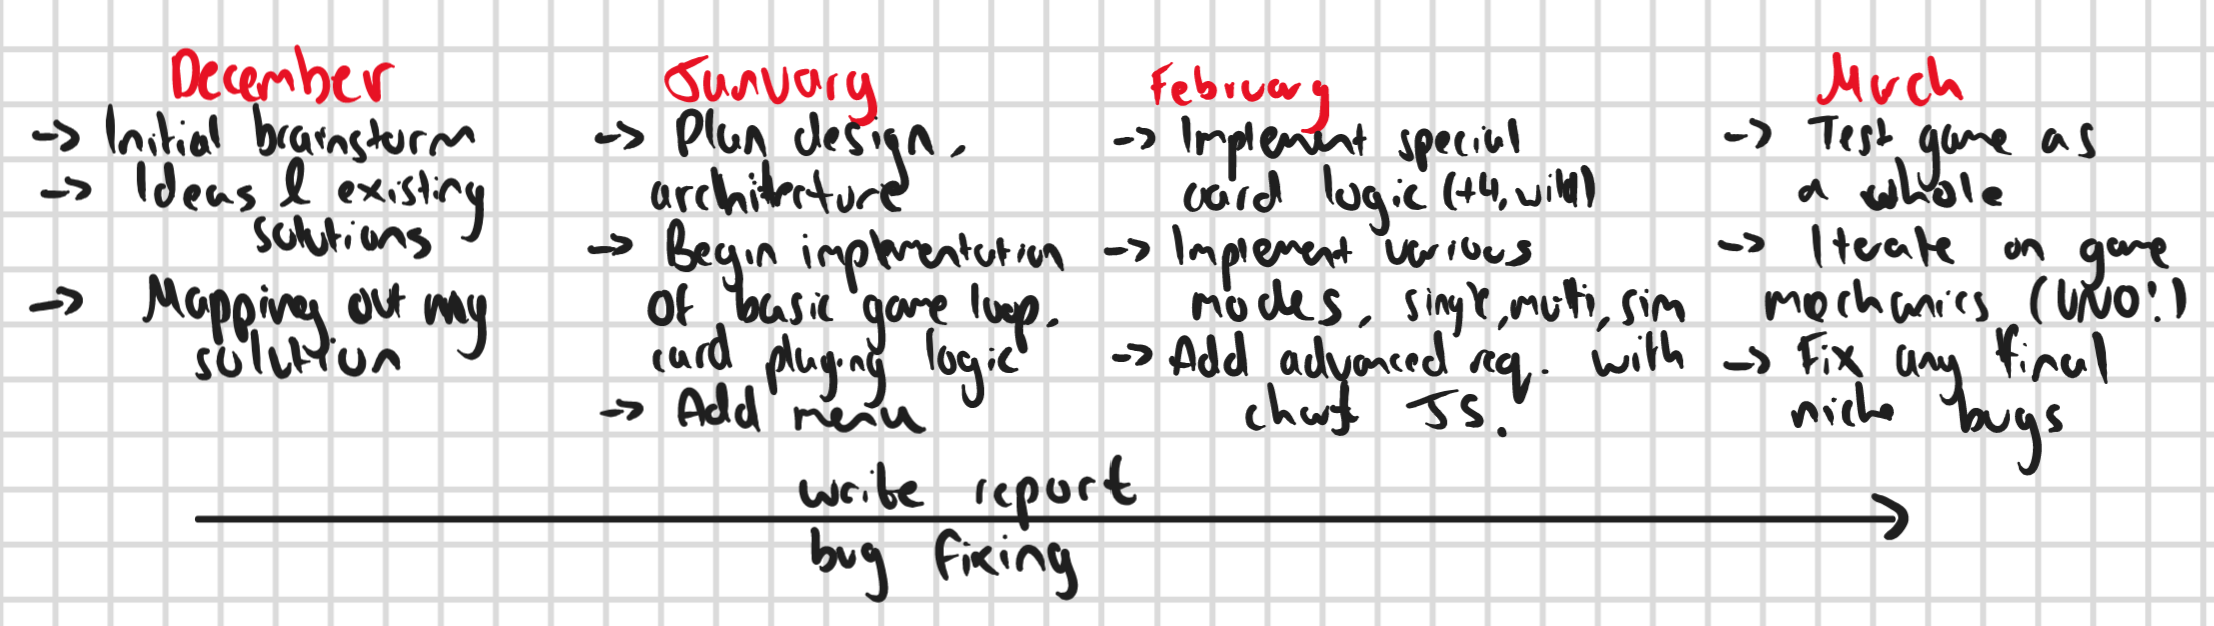 December
→ Initial brainstorm
→ Ideas & existing
solutions
→ Mapping out my
solution
January
→ Plan design,
architecture
→ Begin implementation
of basic game loop,
card playing logic
→ Add menu
February
→ Implement special
card logic (+4, wild)
→ Implement various
modes, single, multi, sim
→ Add advanced req. with
chart JS.
March
→ Test game as
a whole
→ Iterate on game
mechanics (UNO!)
→ Fix any final
niche bugs
write report
bug fixing